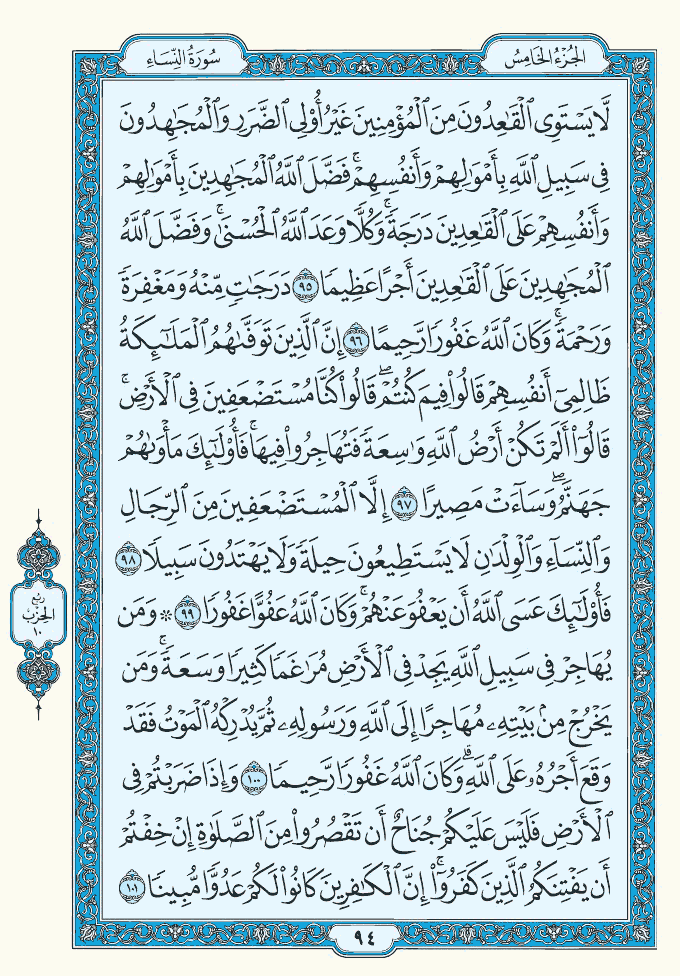 الجُزْءُ الخَامِسُ
سُورَةُ النِّسَاءِ
لَّا يَسْتَوِى ٱلْقَٰعِدُونَ مِنَ ٱلْمُؤْمِنِينَ غَيْرُ أُو۟لِى ٱلضَّرَرِ وَٱلْمُجَٰهِدُونَ
فِى سَبِيلِ ٱللَّهِ بِأَمْوَٰلِهِمْ وَأَنفُسِهِمْ ۚ فَضَّلَ ٱللَّهُ ٱلْمُجَٰهِدِينَ بِأَمْوَٰلِهِمْ
وَأَنفُسِهِمْ عَلَى ٱلْقَٰعِدِينَ دَرَجَةً ۚ وَكُلًّا وَعَدَ ٱللَّهُ ٱلْحُسْنَىٰ ۚ وَفَضَّلَ ٱللَّهُ
ٱلْمُجَٰهِدِينَ عَلَى ٱلْقَٰعِدِينَ أَجْرًا عَظِيمًا ٩٥ دَرَجَٰتٍ مِّنْهُ وَمَغْفِرَةً
وَرَحْمَةً ۚ وَكَانَ ٱللَّهُ غَفُورًا رَّحِيمًا ٩٦ إِنَّ ٱلَّذِينَ تَوَفَّىٰهُمُ ٱلْمَلَٰٓئِكَةُ
ظَالِمِىٓ أَنفُسِهِمْ قَالُوا۟ فِيمَ كُنتُمْ ۖ قَالُوا۟ كُنَّا مُسْتَضْعَفِينَ فِى ٱلْأَرْضِ ۚ
قَالُوٓا۟ أَلَمْ تَكُنْ أَرْضُ ٱللَّهِ وَٰسِعَةً فَتُهَاجِرُوا۟ فِيهَا ۚ فَأُو۟لَٰٓئِكَ مَأْوَىٰهُمْ
جَهَنَّمُ ۖ وَسَآءَتْ مَصِيرًا ٩٧ إِلَّا ٱلْمُسْتَضْعَفِينَ مِنَ ٱلرِّجَالِ
وَٱلنِّسَآءِ وَٱلْوِلْدَٰنِ لَا يَسْتَطِيعُونَ حِيلَةً وَلَا يَهْتَدُونَ سَبِيلًا ٩٨
فَأُو۟لَٰٓئِكَ عَسَى ٱللَّهُ أَن يَعْفُوَ عَنْهُمْ ۚ وَكَانَ ٱللَّهُ عَفُوًّا غَفُورًا ٩٩ ۞ وَمَن
يُهَاجِرْ فِى سَبِيلِ ٱللَّهِ يَجِدْ فِى ٱلْأَرْضِ مُرَٰغَمًا كَثِيرًا وَسَعَةً ۚ وَمَن
يَخْرُجْ مِنۢ بَيْتِهِۦ مُهَاجِرًا إِلَى ٱللَّهِ وَرَسُولِهِۦ ثُمَّ يُدْرِكْهُ ٱلْمَوْتُ فَقَدْ
وَقَعَ أَجْرُهُۥ عَلَى ٱللَّهِ ۗ وَكَانَ ٱللَّهُ غَفُورًا رَّحِيمًا ١٠٠ وَإِذَا ضَرَبْتُمْ فِى
ٱلْأَرْضِ فَلَيْسَ عَلَيْكُمْ جُنَاحٌ أَن تَقْصُرُوا۟ مِنَ ٱلصَّلَوٰةِ إِنْ خِفْتُمْ
أَن يَفْتِنَكُمُ ٱلَّذِينَ كَفَرُوٓا۟ ۚ إِنَّ ٱلْكَٰفِرِينَ كَانُوا۟ لَكُمْ عَدُوًّا مُّبِينًا ١٠١
رُبْع
الحِزْبْ
١٠
٩٤